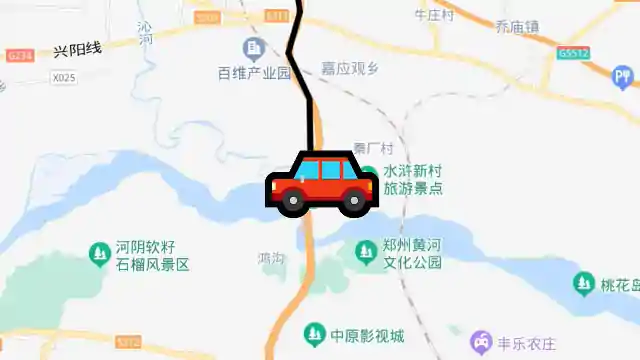 S308
S311
牛庄村
乔庙镇
沁
河
兴阳线
G234
G5512
X025
百维产业园
嘉应观乡
秦厂村
水浒新村
旅游景点
河阴软籽
石榴风景区
鸿沟
郑州黄河
文化公园
桃花岛
S312
中原影视城
丰乐农庄